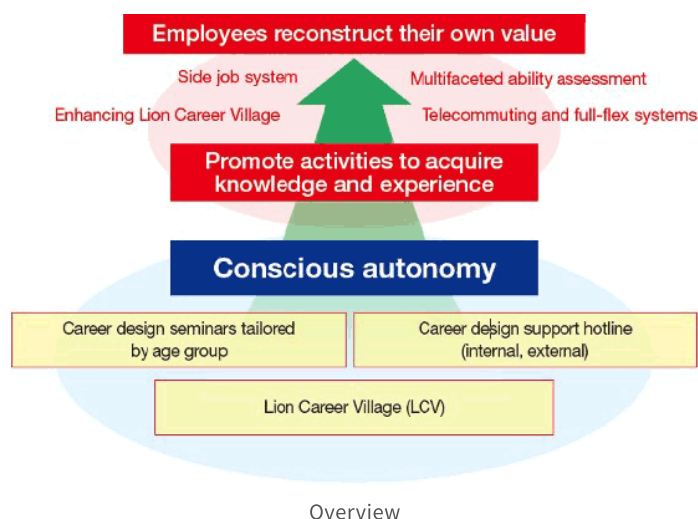 Employees reconstruct their own value
Side job system
Multifaceted ability assessment
Enhancing Lion Career Village
Telecommuting and full-flex systems
Promote activities to acquire
knowledge and experience
Conscious autonomy
Career design seminars tailored
by age group
Career design support hotline
(internal, external)
Lion Career Village (LCV)
Overview